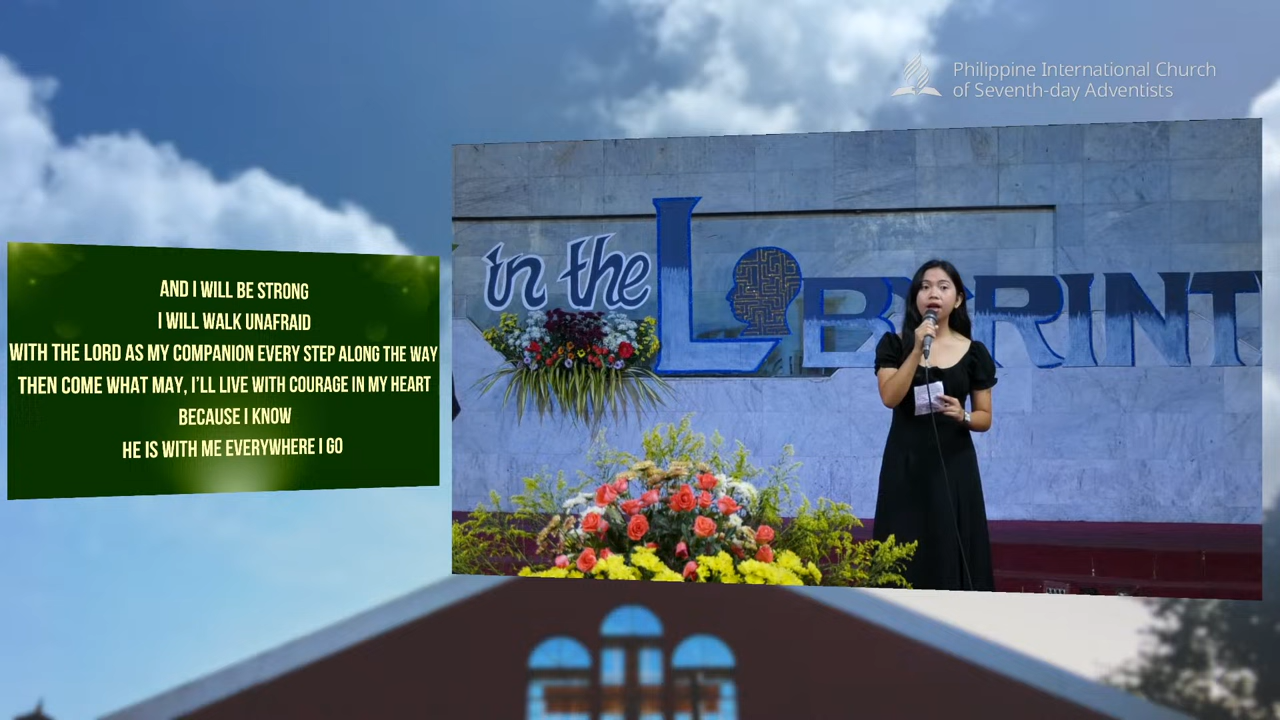 Philippine International Church
of Seventh-day Adventists
AND I WILL BE STRONG
I WILL WALK UNAFRAID
WITH THE LORD AS MY COMPANION EVERY STEP ALONG THE WAY
THEN COME WHAT MAY, I'LL LIVE WITH COURAGE IN MY HEART
BECAUSE I KNOW
HE IS WITH ME EVERYWHERE I GO
in the